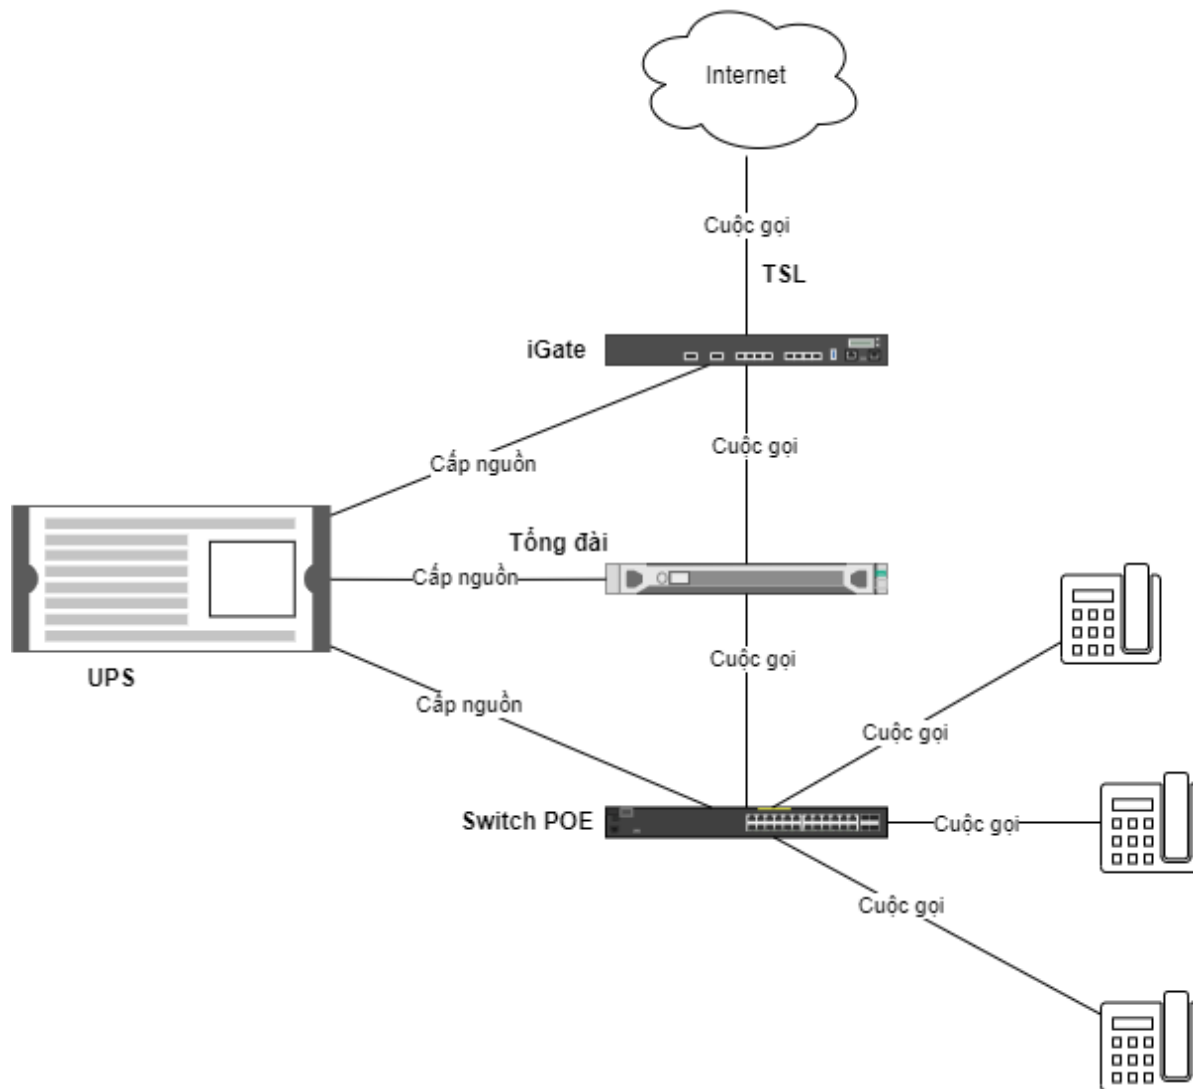 Internet
Cuộc gọi
TSL
iGate
Cuộc gọi
Cấp nguồn
Tổng đài
Cấp nguồn
Cuộc gọi
UPS
Cấp nguồn
Cuộc gọi
Switch POE
Cuộc gọi
Cuộc gọi